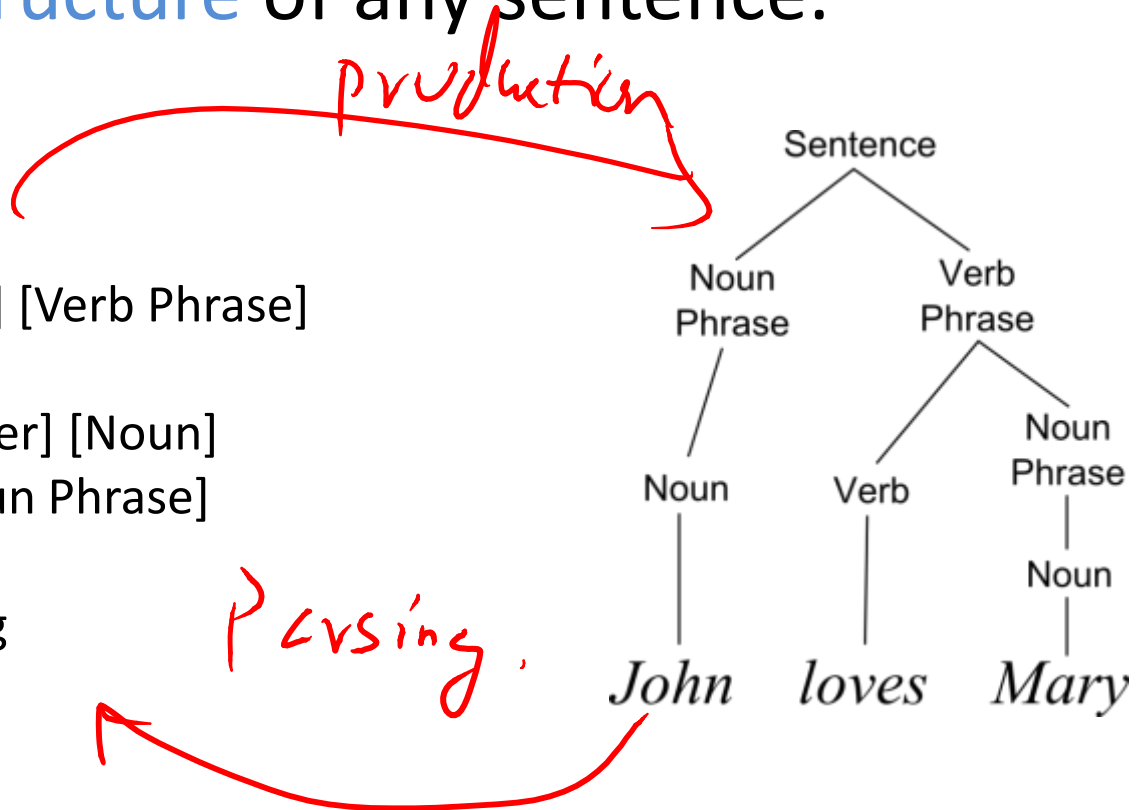 ructure of any sentence.
production
Sentence
Noun Phrase
Verb Phrase
] [Verb Phrase]
er] [Noun]
un Phrase]
Noun
Verb
Noun Phrase
Noun
g
Parsing.
John loves Mary